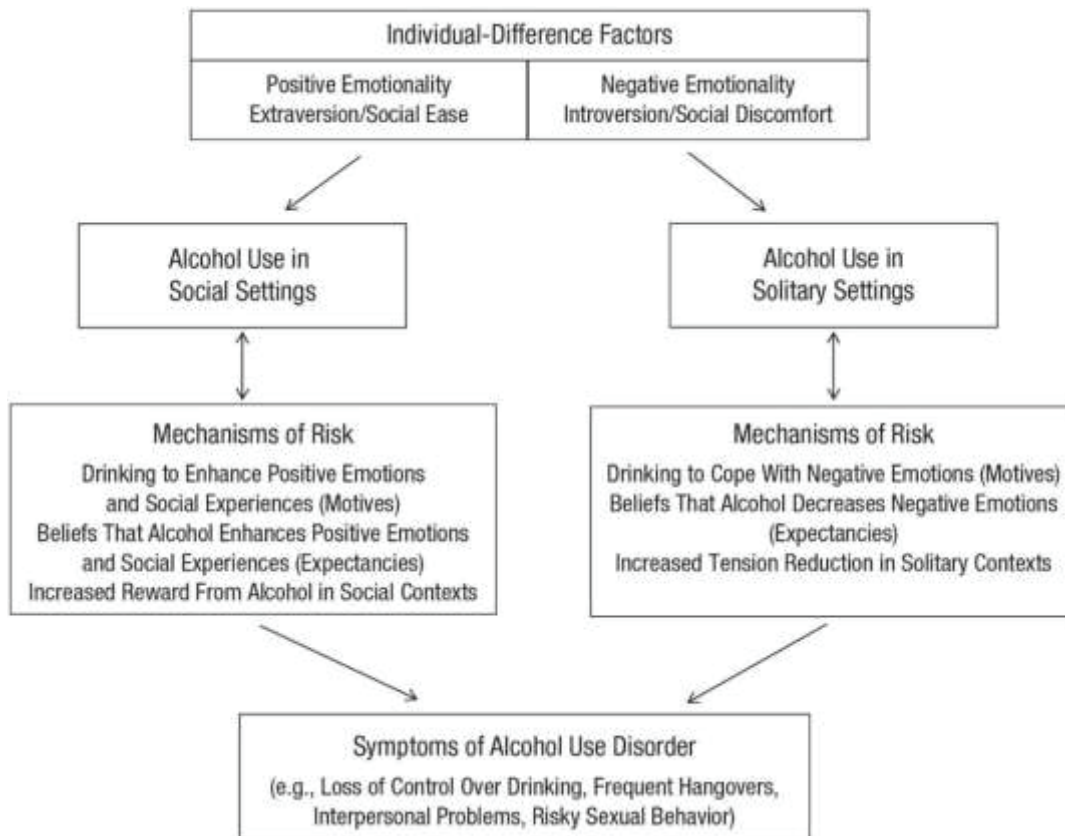 Individual-Difference Factors
Positive Emotionality
Extraversion/Social Ease
Negative Emotionality
Introversion/Social Discomfort
Alcohol Use in
Social Settings
Alcohol Use in
Solitary Settings
Mechanisms of Risk
Drinking to Enhance Positive Emotions
and Social Experiences (Motives)
Beliefs That Alcohol Enhances Positive Emotions
and Social Experiences (Expectancies)
Increased Reward From Alcohol in Social Contexts
Mechanisms of Risk
Drinking to Cope With Negative Emotions (Motives)
Beliefs That Alcohol Decreases Negative Emotions
(Expectancies)
Increased Tension Reduction in Solitary Contexts
Symptoms of Alcohol Use Disorder
(e.g., Loss of Control Over Drinking, Frequent Hangovers,
Interpersonal Problems, Risky Sexual Behavior)